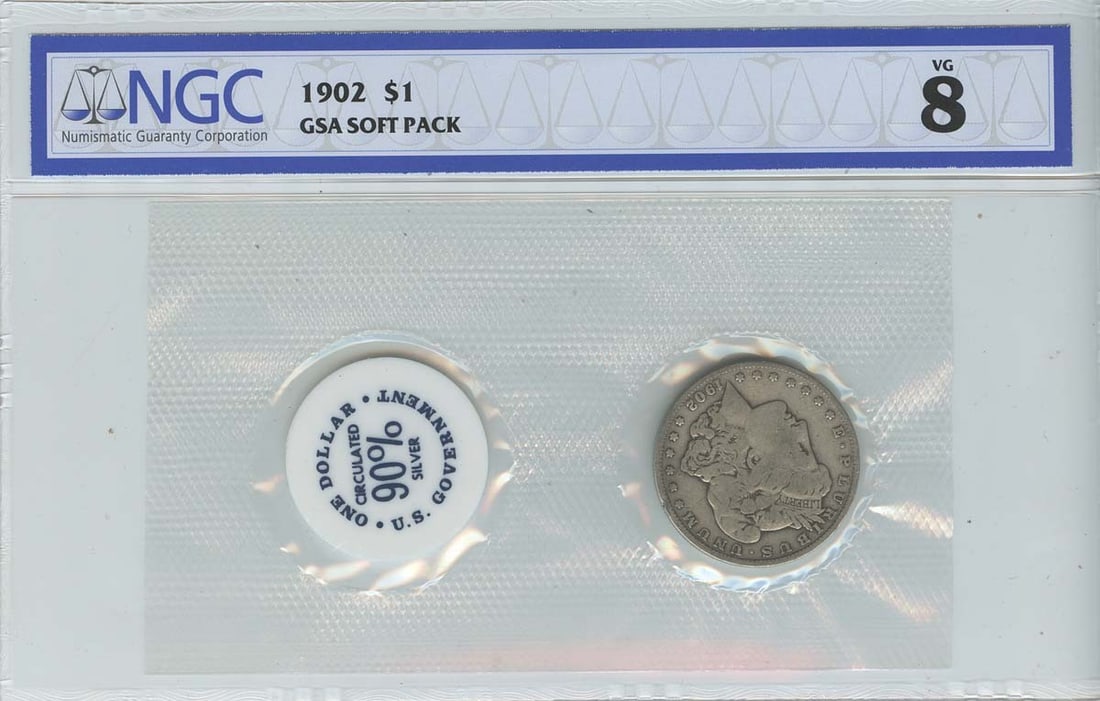 NGC
Numismatic Guaranty Corporation
1902 $1
GSA SOFT PACK
VG
8
ONE DOLLAR • U.S. GOVERNMENT •
CIRCULATED
90%
SILVER
E · PLURIBUS · UNUM
1902